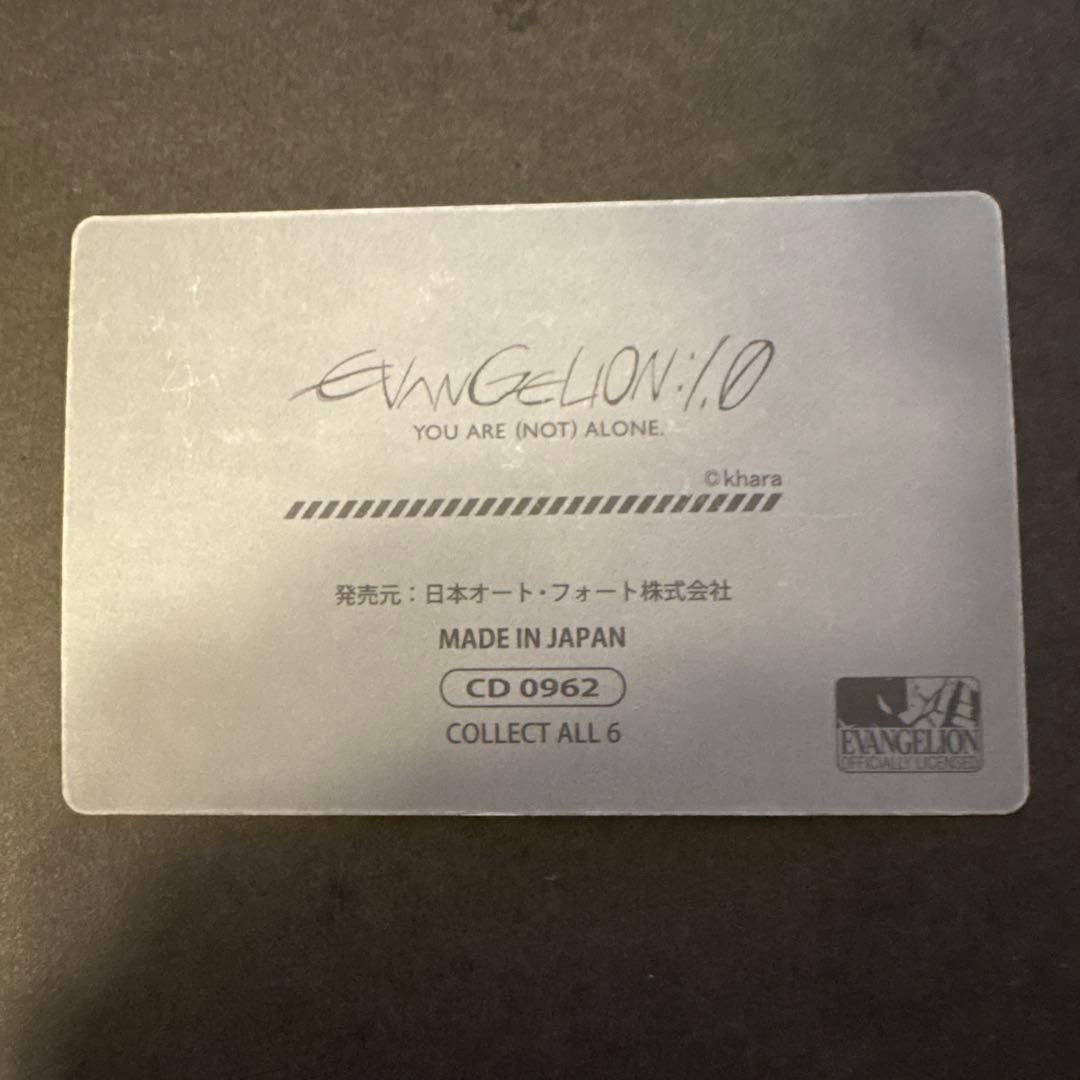 EVANGELION:1.0
YOU ARE (NOT) ALONE.
©khara
発売元：日本オート・フォート株式会社
MADE IN JAPAN
CD 0962
COLLECT ALL 6
EVANGELION
OFFICIALLY LICENSED